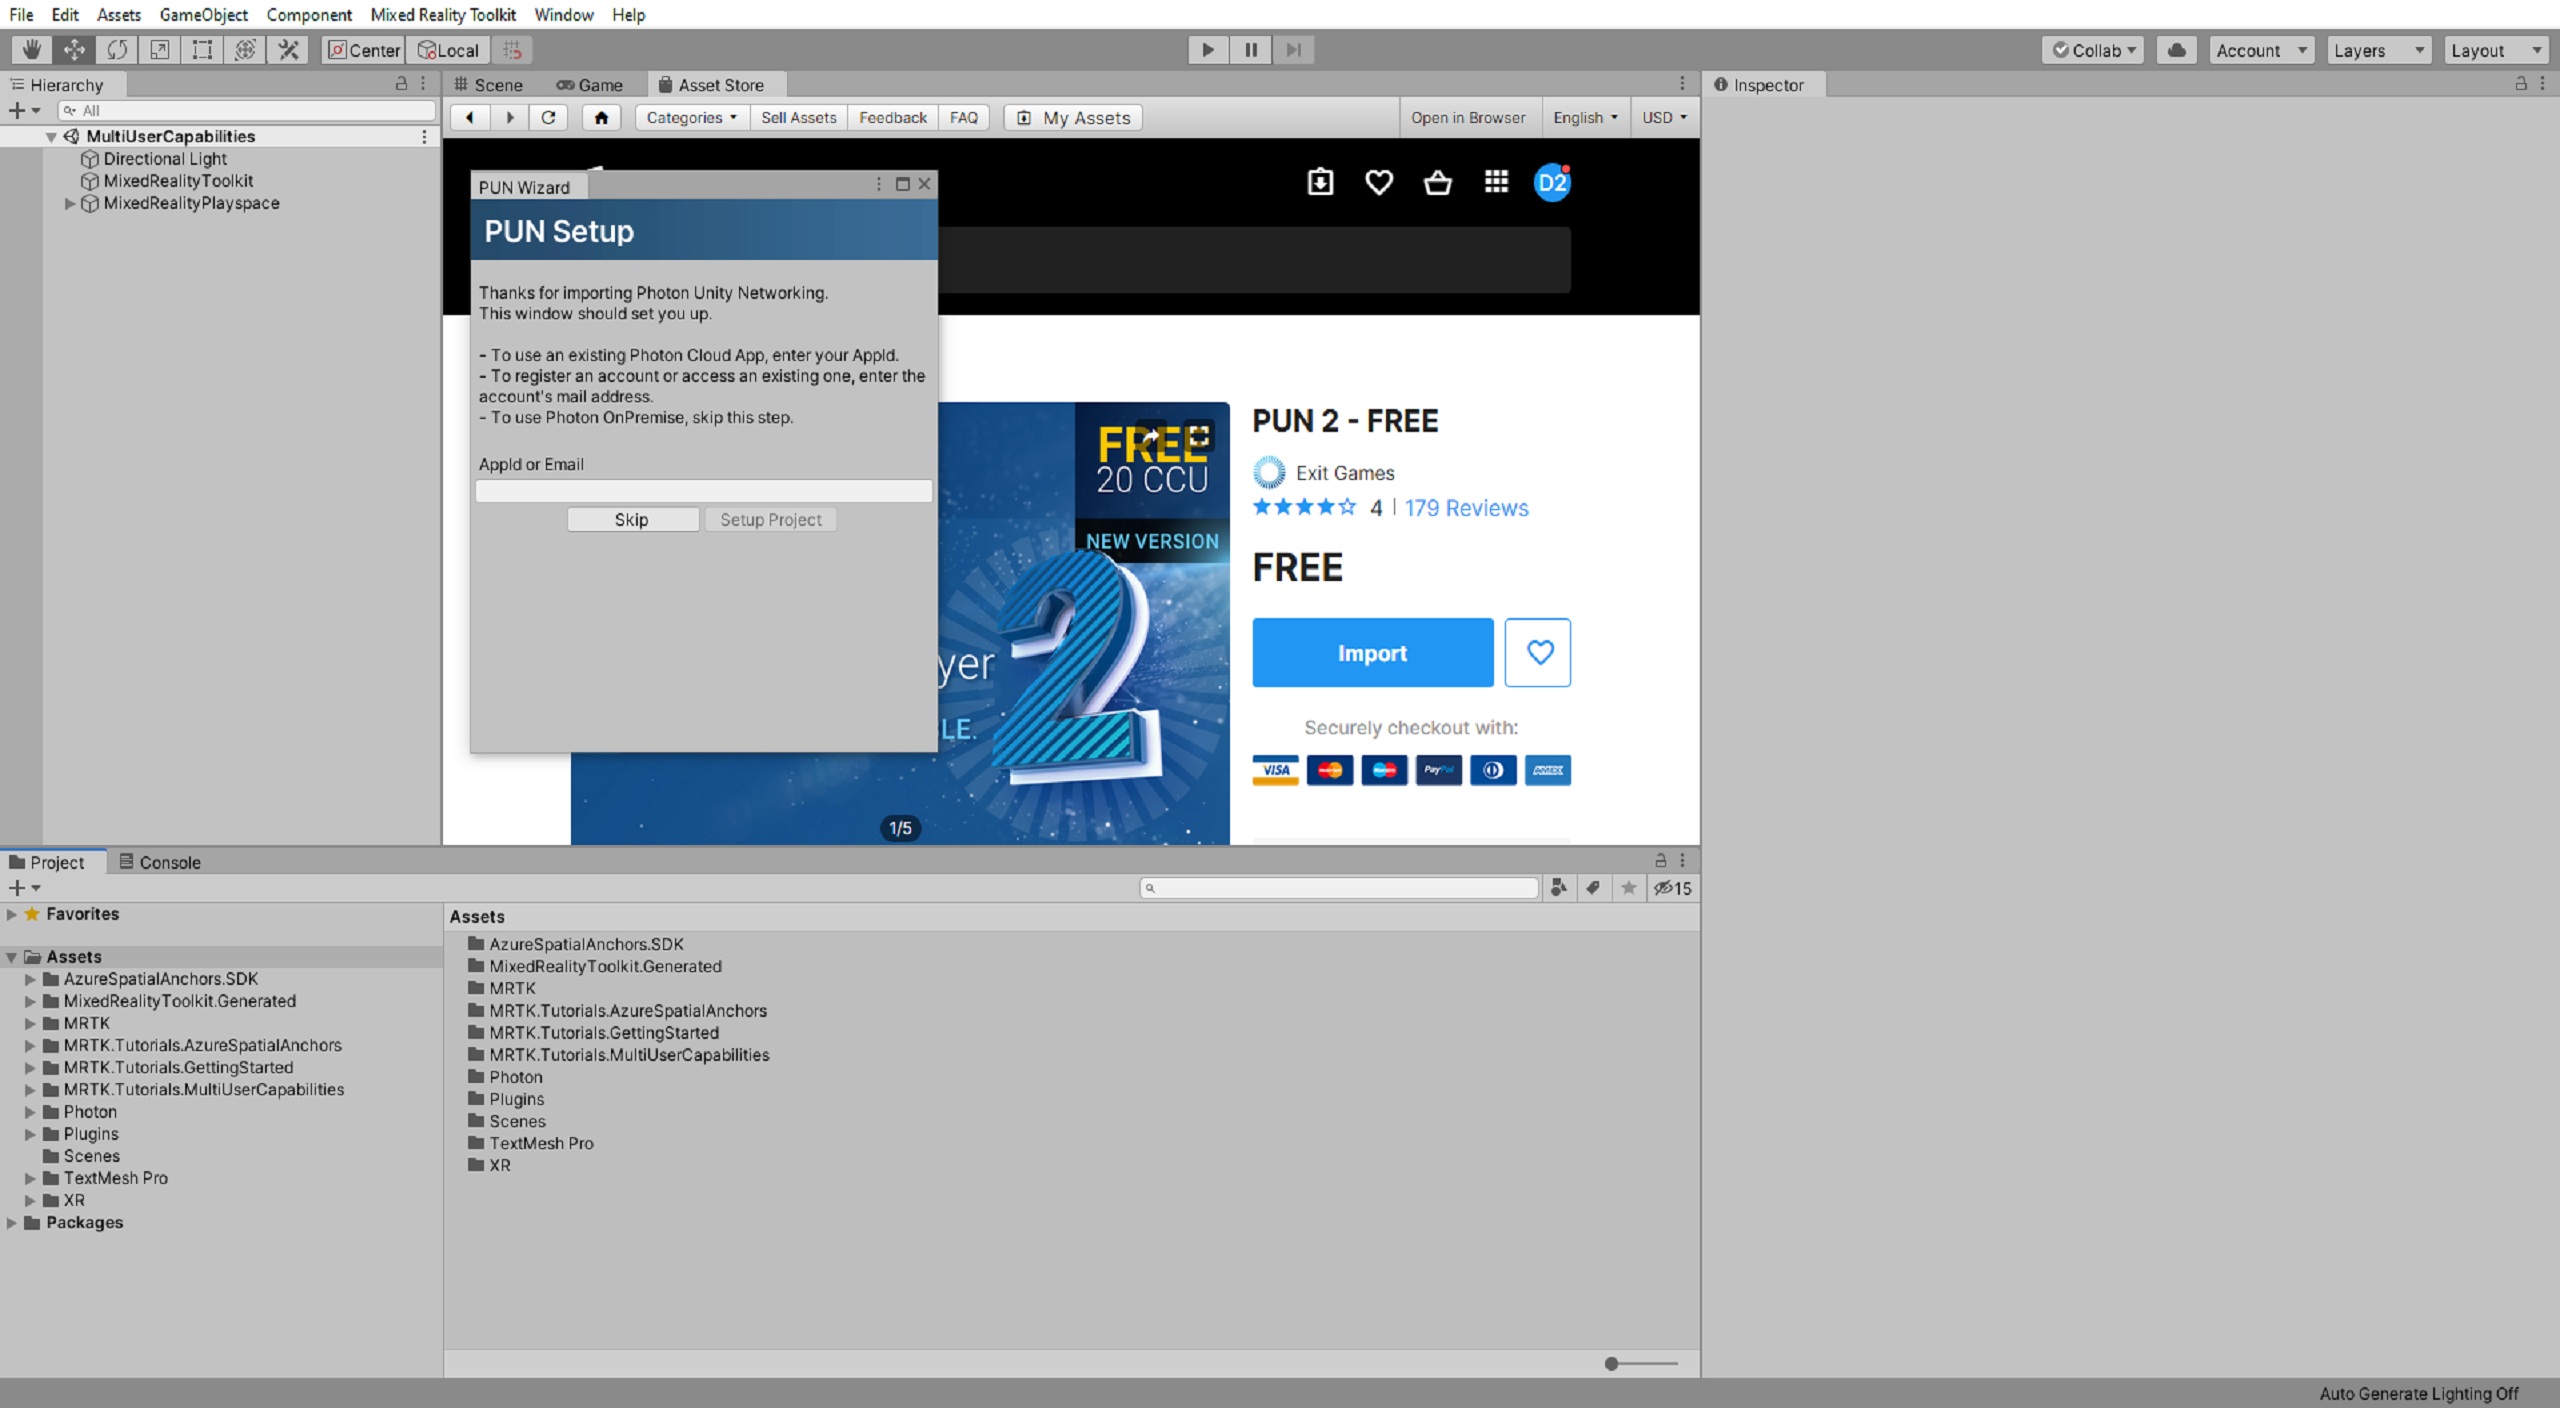 File Edit Assets GameObject Component Mixed Reality Toolkit Window Help
Center Local
Collab Account Layers Layout
Hierarchy
All
MultiUserCapabilities
Directional Light
MixedRealityToolkit
MixedRealityPlayspace
Scene Game Asset Store
Categories Sell Assets Feedback FAQ My Assets Open in Browser English USD
D2
PUN Wizard
PUN Setup
Thanks for importing Photon Unity Networking.
This window should set you up.
- To use an existing Photon Cloud App, enter your AppId.
- To register an account or access an existing one, enter the
account's mail address.
- To use Photon OnPremise, skip this step.
AppId or Email
Skip Setup Project
FREE
20 CCU
NEW VERSION
yer
2
LE.
1/5
PUN 2 - FREE
Exit Games
4 | 179 Reviews
FREE
Import
Securely checkout with:
VISA PayPal AMEX
Inspector
Project Console
15
Favorites
Assets
AzureSpatialAnchors.SDK
MixedRealityToolkit.Generated
MRTK
MRTK.Tutorials.AzureSpatialAnchors
MRTK.Tutorials.GettingStarted
MRTK.Tutorials.MultiUserCapabilities
Photon
Plugins
Scenes
TextMesh Pro
XR
Packages
Assets
AzureSpatialAnchors.SDK
MixedRealityToolkit.Generated
MRTK
MRTK.Tutorials.AzureSpatialAnchors
MRTK.Tutorials.GettingStarted
MRTK.Tutorials.MultiUserCapabilities
Photon
Plugins
Scenes
TextMesh Pro
XR
Auto Generate Lighting Off